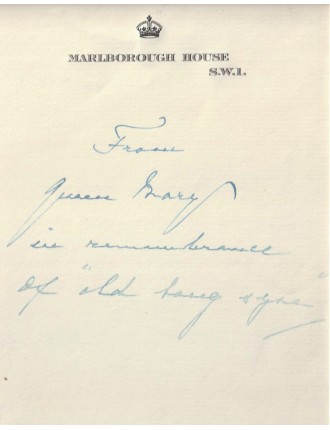 MARLBOROUGH HOUSE
S.W.1.
From
Queen Mary
in remembrance
of "old lang syne"